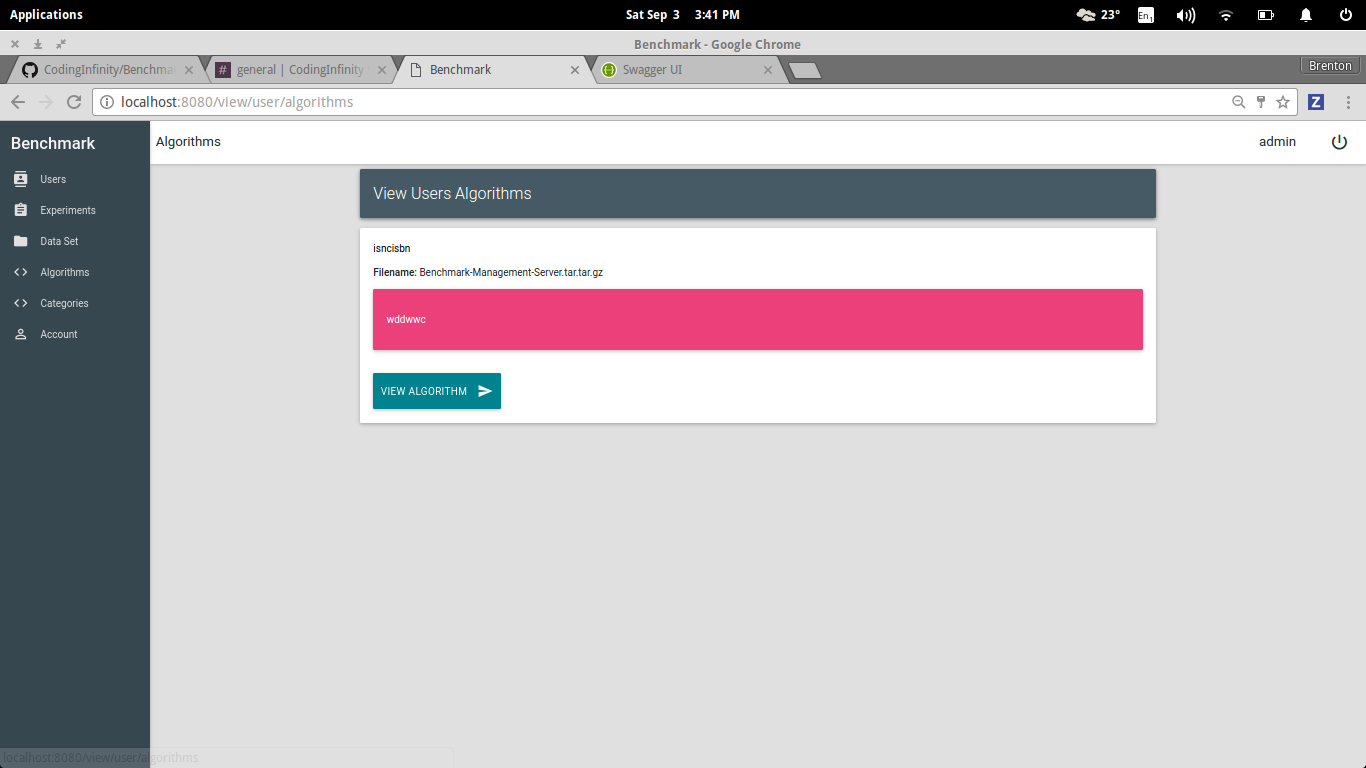 Applications Sat Sep 3 3:41 PM 23° En1
Benchmark - Google Chrome
CodingInfinity/Benchma general | CodingInfinity Benchmark Swagger UI Brenton
localhost:8080/view/user/algorithms Z
Benchmark Algorithms admin
Users
Experiments
Data Set
Algorithms
Categories
Account
View Users Algorithms
isncisbn
Filename: Benchmark-Management-Server.tar.tar.gz
wddwwc
VIEW ALGORITHM
localhost:8080/view/user/algorithms